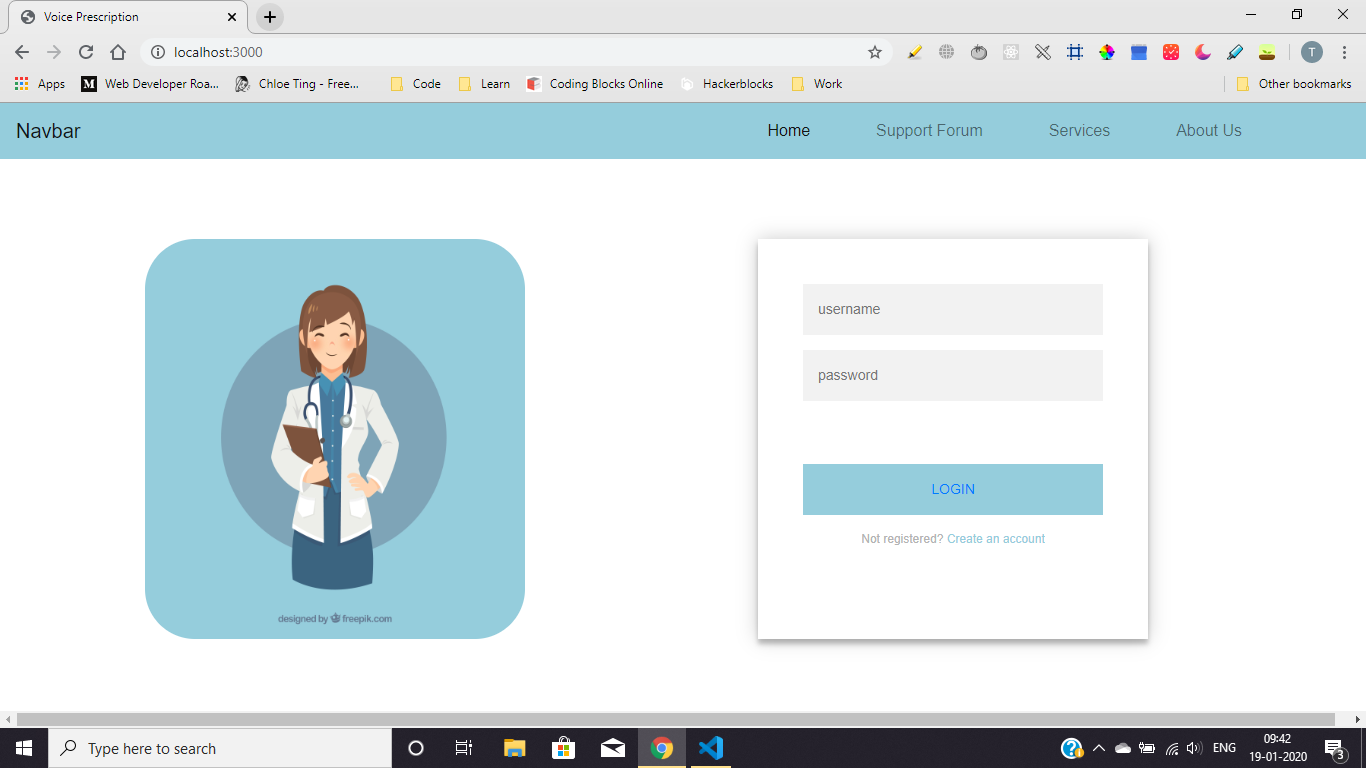 Voice Prescription
localhost:3000
T
Apps
M Web Developer Roa...
Chloe Ting - Free...
Code
Learn
Coding Blocks Online
Hackerblocks
Work
Other bookmarks
Navbar
Home
Support Forum
Services
About Us
username
password
LOGIN
Not registered? Create an account
designed by freepik.com
Type here to search
?
ENG
09:42
19-01-2020
3